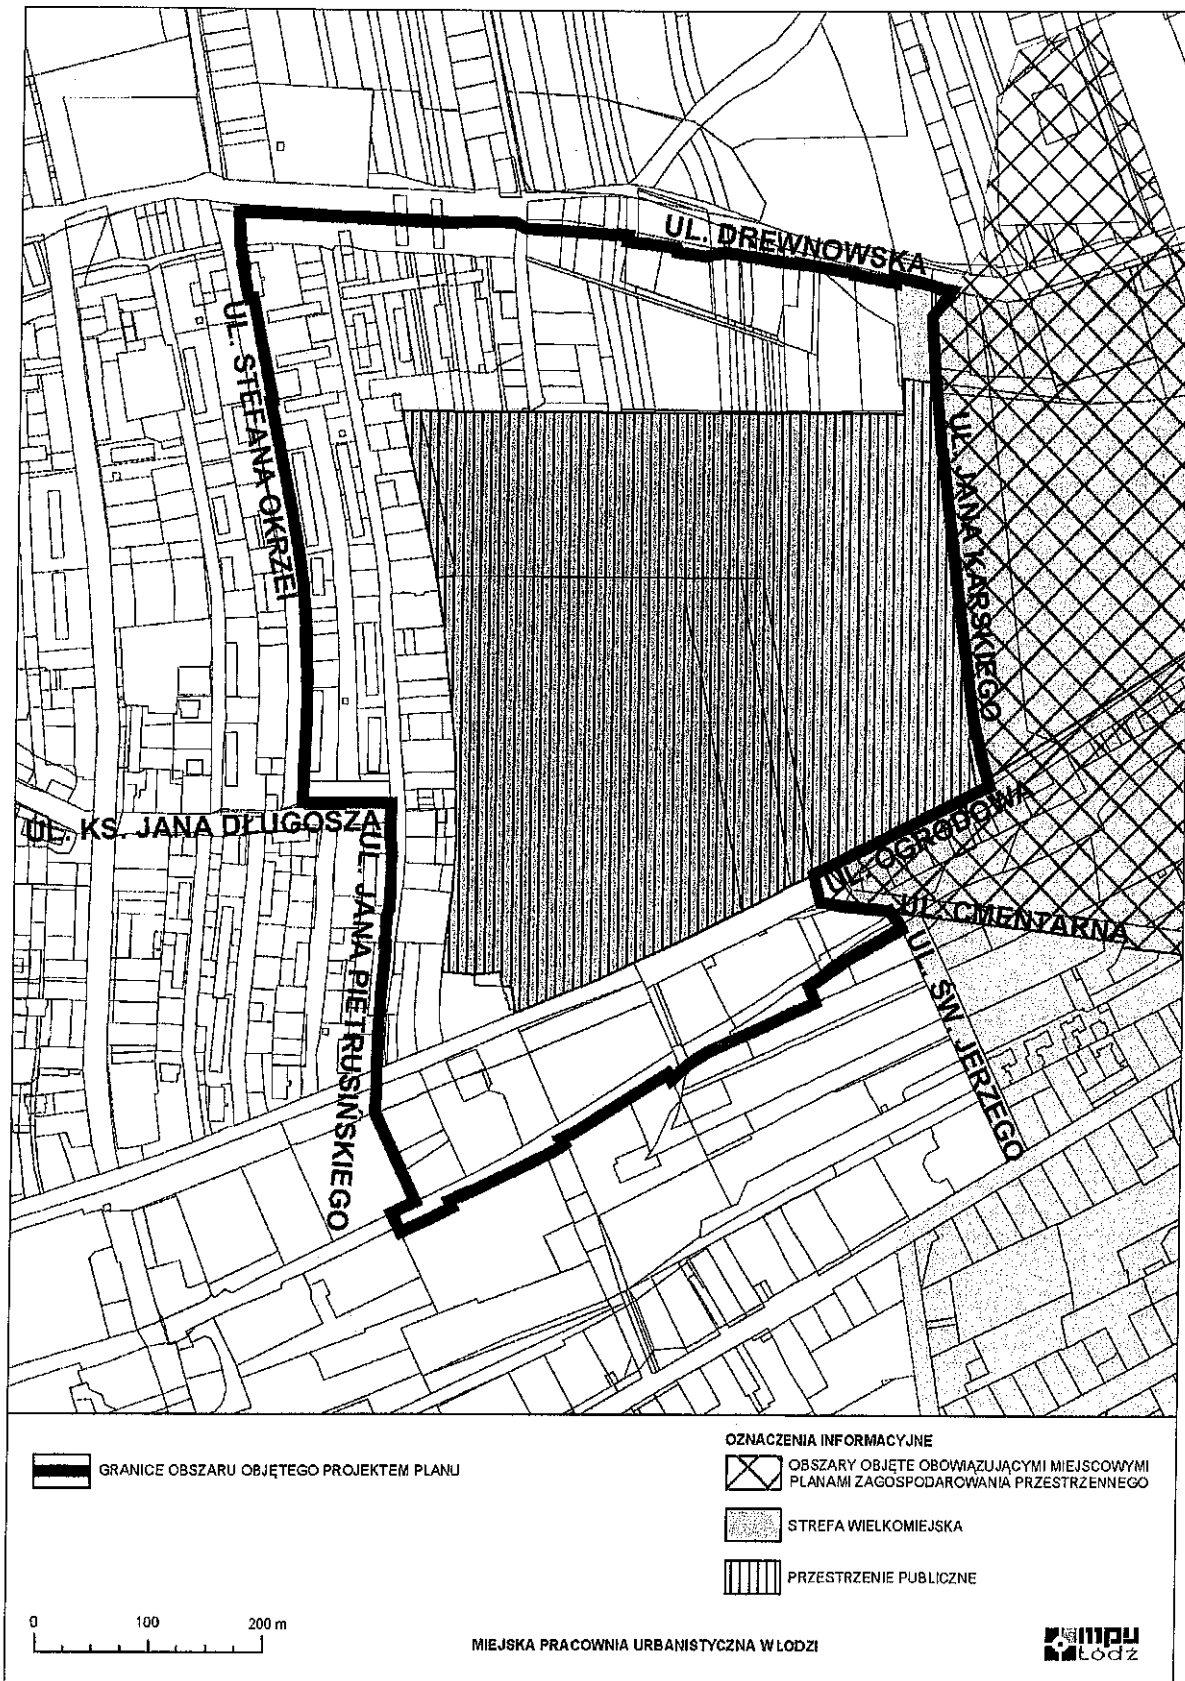 UL. DREWNOWSKA
UL. STEFANA OKRZEI
UL. JANA KARSKIEGO
UL. KS. JANA DŁUGOSZA
UL. JANA PIETRUSIŃSKIEGO
UL. OGRODOWA
UL. CMENTARNA
UL. ŚW. JERZEGO
GRANICE OBSZARU OBJĘTEGO PROJEKTEM PLANU
OZNACZENIA INFORMACYJNE
OBSZARY OBJĘTE OBOWIĄZUJĄCYMI MIEJSCOWYMI
PLANAMI ZAGOSPODAROWANIA PRZESTRZENNEGO
STREFA WIELKOMIEJSKA
PRZESTRZENIE PUBLICZNE
0 100 200 m
MIEJSKA PRACOWNIA URBANISTYCZNA W ŁODZI
mpu
Łódź